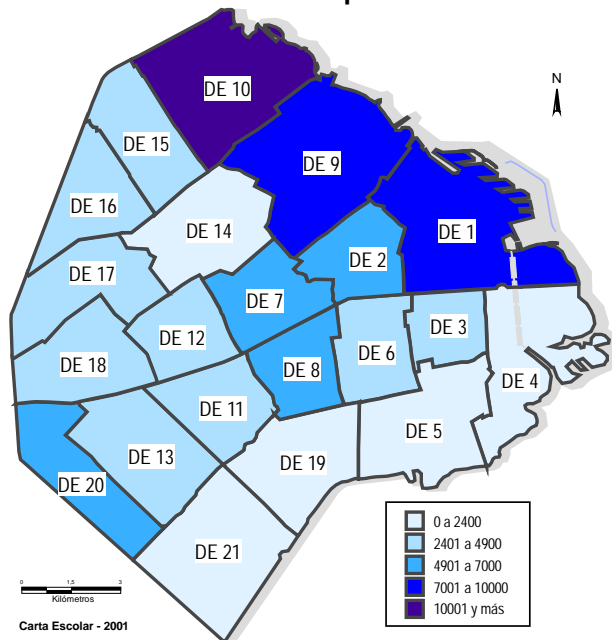 N
DE 10
DE 15
DE 9
DE 16
DE 14
DE 1
DE 2
DE 17
DE 7
DE 3
DE 12
DE 6
DE 18
DE 8
DE 4
DE 11
DE 5
DE 13
DE 19
DE 20
DE 21
0 a 2400
2401 a 4900
4901 a 7000
7001 a 10000
10001 y más
0 1,5 3
Kilómetros
Carta Escolar - 2001